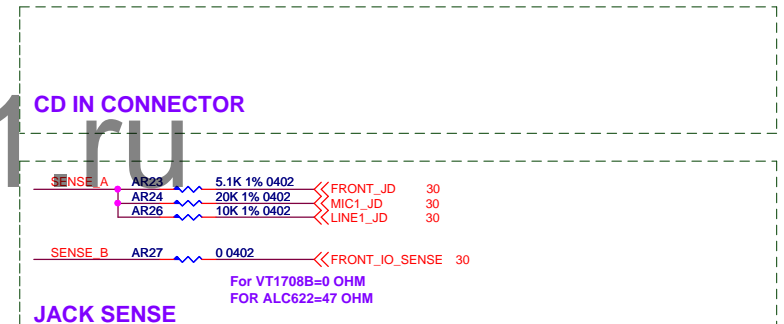 CD IN CONNECTOR
1.ru
SENSE_A AR23 5.1K 1% 0402 FRONT_JD 30
AR24 20K 1% 0402 MIC1_JD 30
AR26 10K 1% 0402 LINE1_JD 30
SENSE_B AR27 0 0402 FRONT_IO_SENSE 30
For VT1708B=0 OHM
FOR ALC622=47 OHM
JACK SENSE